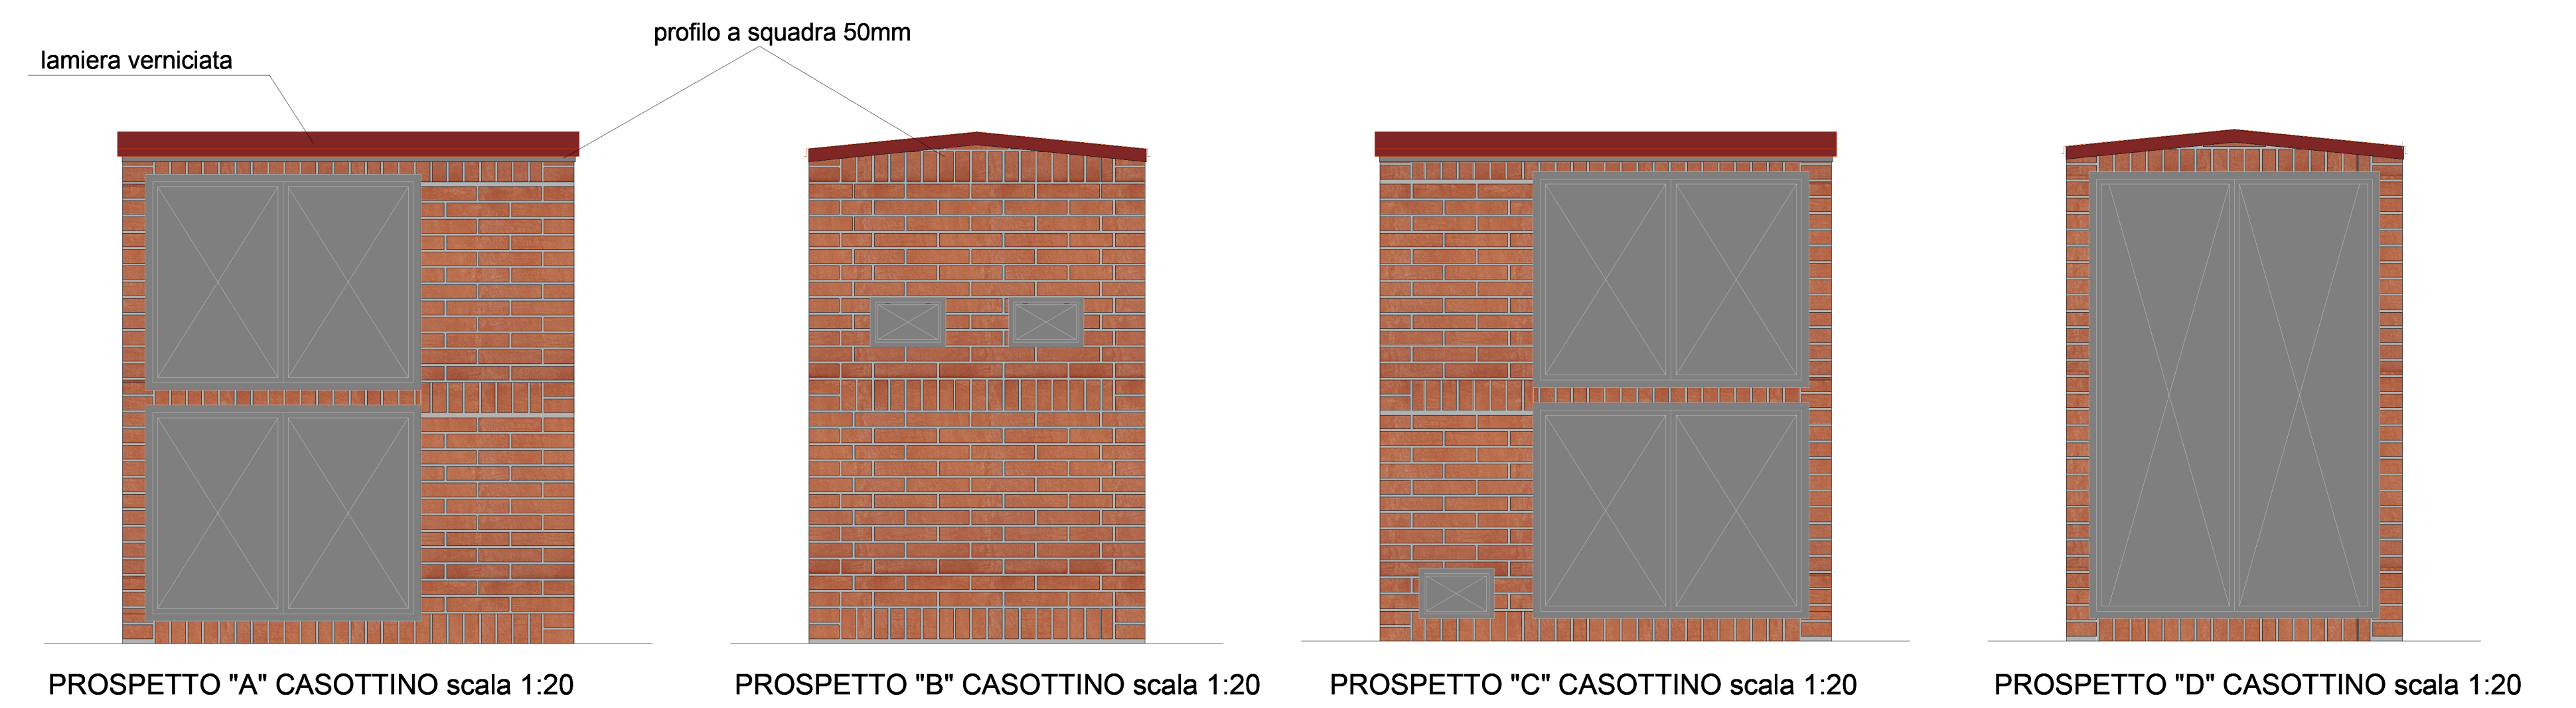 profilo a squadra 50mm
lamiera verniciata
PROSPETTO "A" CASOTTINO scala 1:20
PROSPETTO "B" CASOTTINO scala 1:20
PROSPETTO "C" CASOTTINO scala 1:20
PROSPETTO "D" CASOTTINO scala 1:20